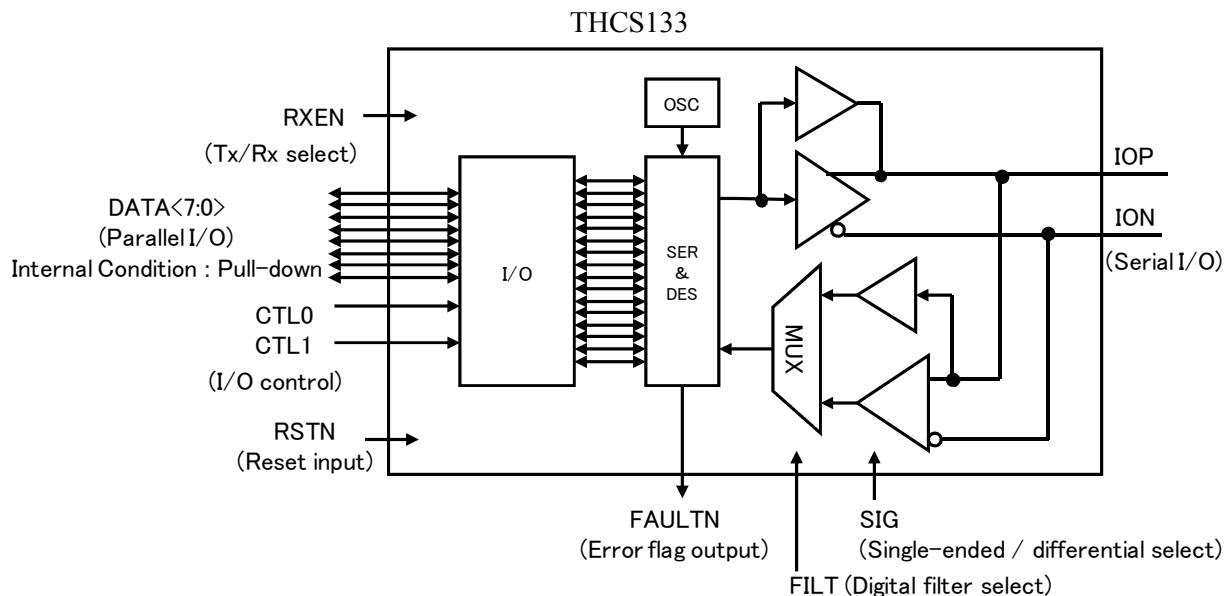 THCS133
RXEN
(Tx/Rx select)
OSC
IOP
DATA<7:0>
(Parallel I/O)
Internal Condition : Pull-down
I/O
SER
&
DES
ION
(Serial I/O)
MUX
CTL0
CTL1
(I/O control)
RSTN
(Reset input)
FAULTN
(Error flag output)
SIG
(Single-ended / differential select)
FILT (Digital filter select)